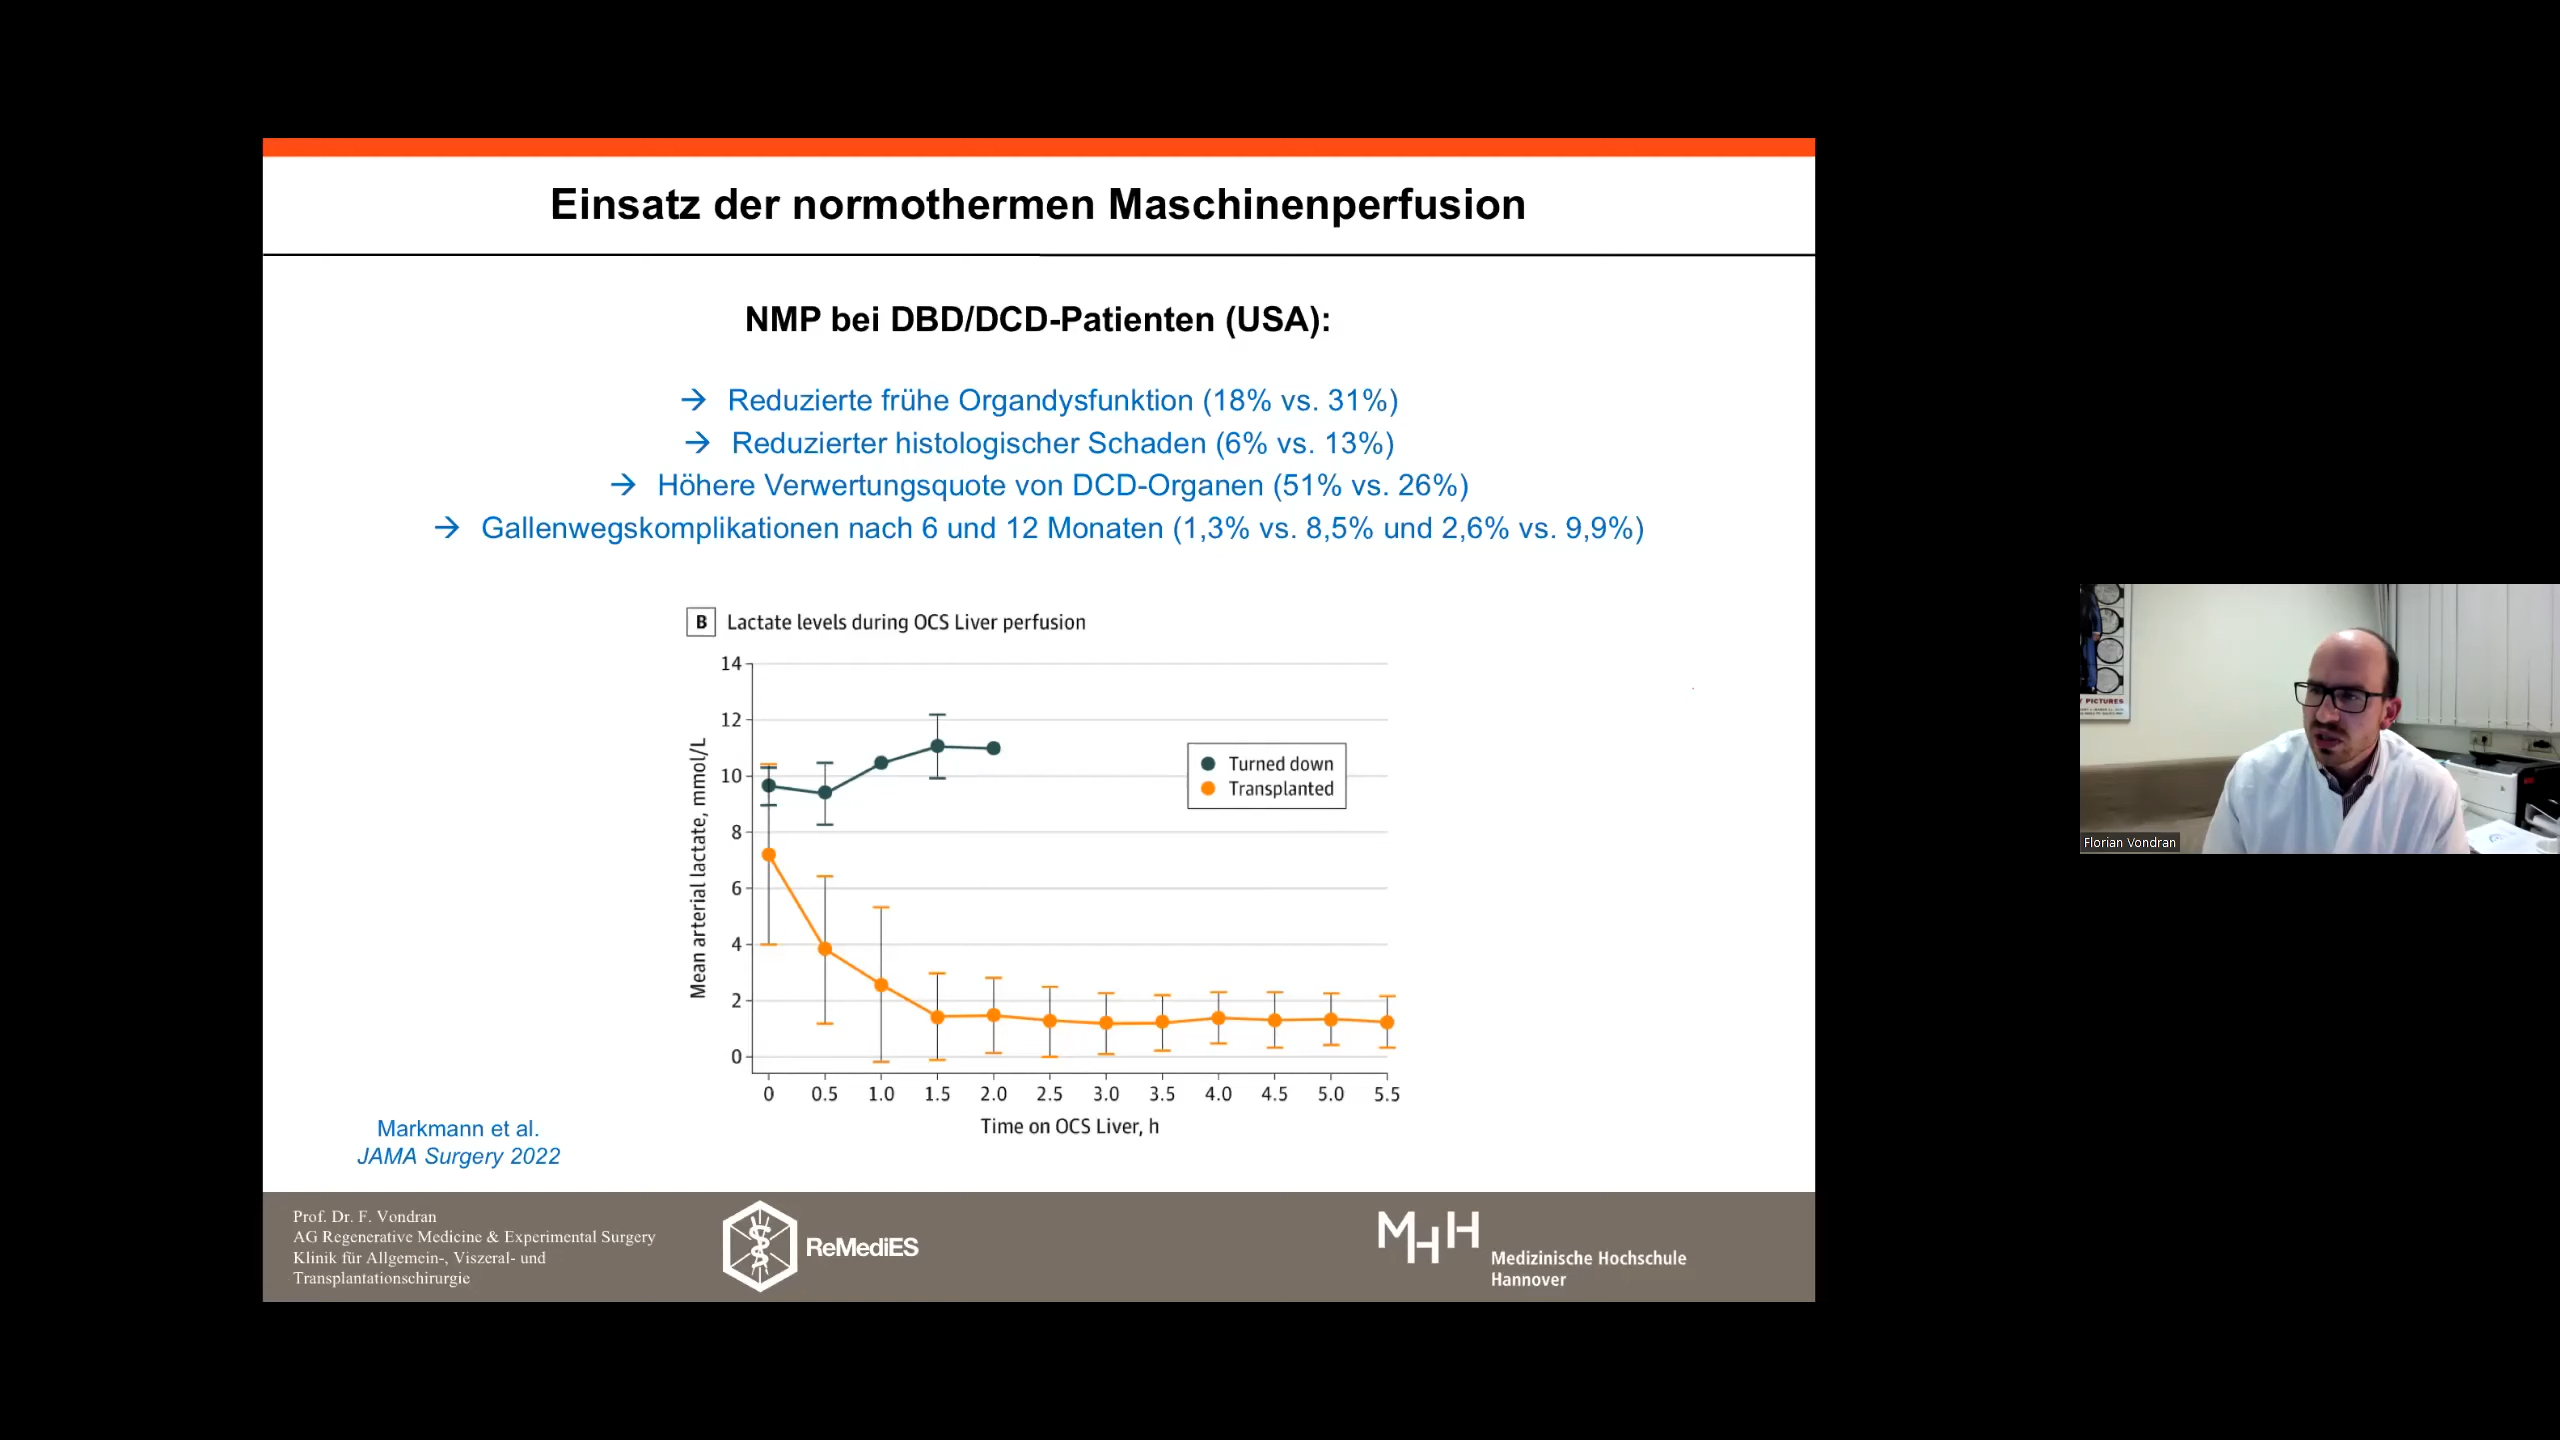 Einsatz der normothermen Maschinenperfusion
NMP bei DBD/DCD-Patienten (USA):
→ Reduzierte frühe Organdysfunktion (18% vs. 31%)
→ Reduzierter histologischer Schaden (6% vs. 13%)
→ Höhere Verwertungsquote von DCD-Organen (51% vs. 26%)
→ Gallenwegskomplikationen nach 6 und 12 Monaten (1,3% vs. 8,5% und 2,6% vs. 9,9%)
B Lactate levels during OCS Liver perfusion
Mean arterial lactate, mmol/L
14
12
10
8
6
4
2
0
Turned down
Transplanted
0 0.5 1.0 1.5 2.0 2.5 3.0 3.5 4.0 4.5 5.0 5.5
Time on OCS Liver, h
Markmann et al.
JAMA Surgery 2022
Prof. Dr. F. Vondran
AG Regenerative Medicine & Experimental Surgery
Klinik für Allgemein-, Viszeral- und
Transplantationschirurgie
ReMediES
MHH
Medizinische Hochschule
Hannover
PICTURES
Florian Vondran